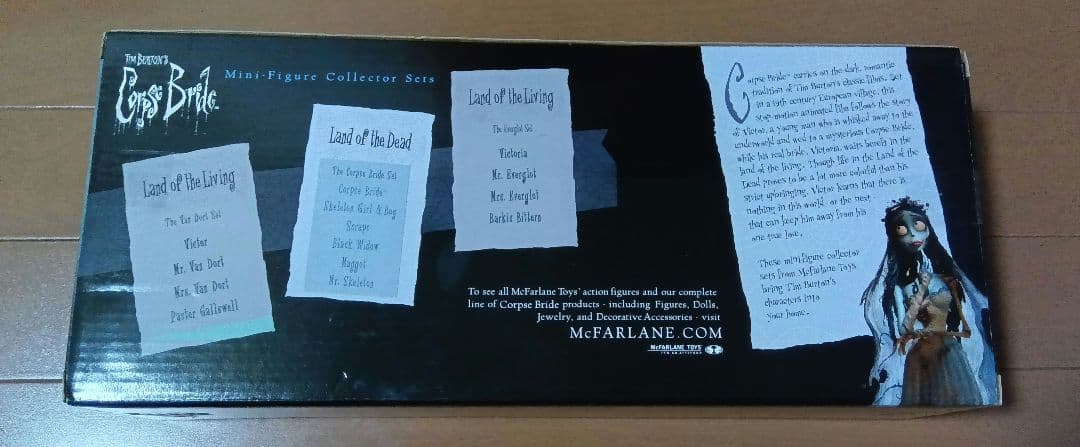 TIM BURTON'S
Corpse Bride
Mini-Figure Collector Sets
Land of the Living
The Van Dort Set
Victor
Mr. Van Dort
Mrs. Van Dort
Pastor Gallswell
Land of the Dead
The Corpse Bride Set
Corpse Bride
Skeleton Girl & Boy
Scraps
Black Widow
Maggot
Mr. Skeleton
Land of the Living
The Everglot Set
Victoria
Mr. Everglot
Mrs. Everglot
Barkis Bittern
To see all McFarlane Toys' action figures and our complete
line of Corpse Bride products - including Figures, Dolls,
Jewelry, and Decorative Accessories - visit
McFARLANE.COM
McFARLANE TOYS
Corpse Bride™ carries on the dark, romantic
tradition of Tim Burton's classic films. Set
in a 19th century European village, this
stop-motion animated film follows the story
of Victor, a young man who is whisked away to the
underworld and wed to a mysterious Corpse Bride,
while his real bride, Victoria, waits bereft in the
land of the living. Though life in the Land of the
Dead proves to be a lot more colorful than his
strict upbringing, Victor learns that there is
nothing in this world - or the next -
that can keep him away from his
one true love.
These mini-figure collector
sets from McFarlane Toys
bring Tim Burton's
characters into
your home.